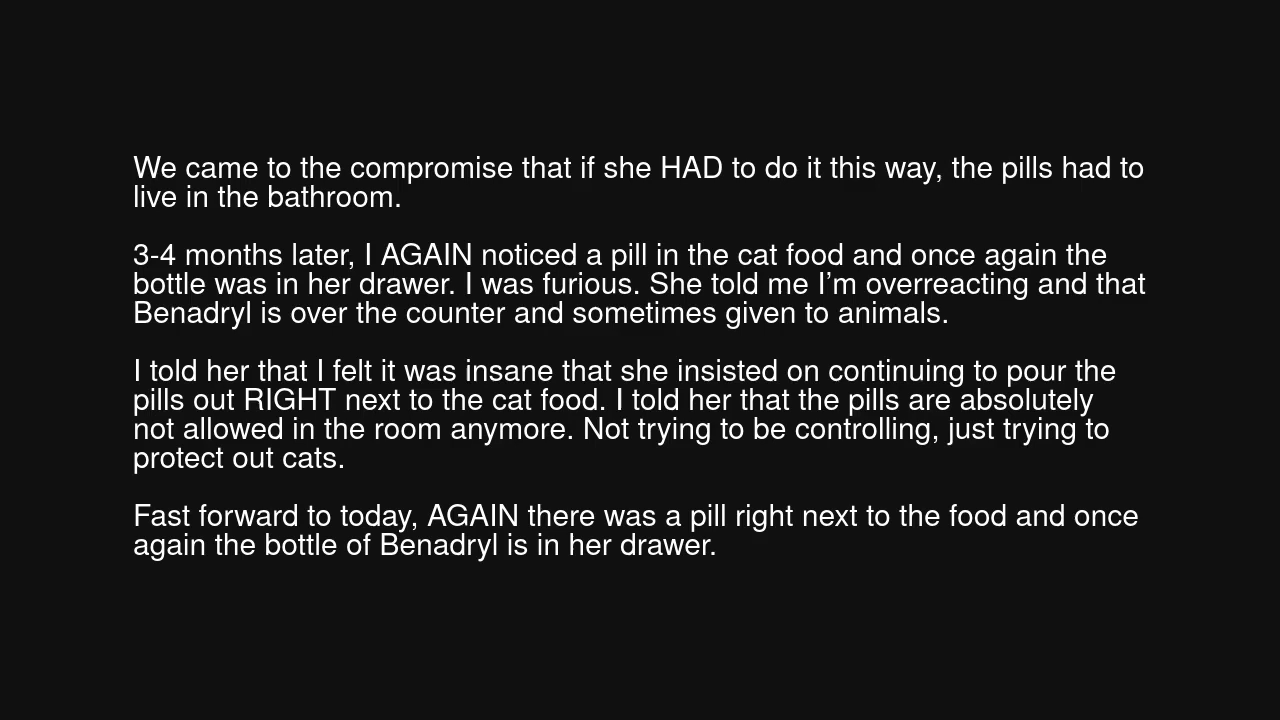 We came to the compromise that if she HAD to do it this way, the pills had to
live in the bathroom.
3-4 months later, I AGAIN noticed a pill in the cat food and once again the
bottle was in her drawer. I was furious. She told me I’m overreacting and that
Benadryl is over the counter and sometimes given to animals.
I told her that I felt it was insane that she insisted on continuing to pour the
pills out RIGHT next to the cat food. I told her that the pills are absolutely
not allowed in the room anymore. Not trying to be controlling, just trying to
protect out cats.
Fast forward to today, AGAIN there was a pill right next to the food and once
again the bottle of Benadryl is in her drawer.